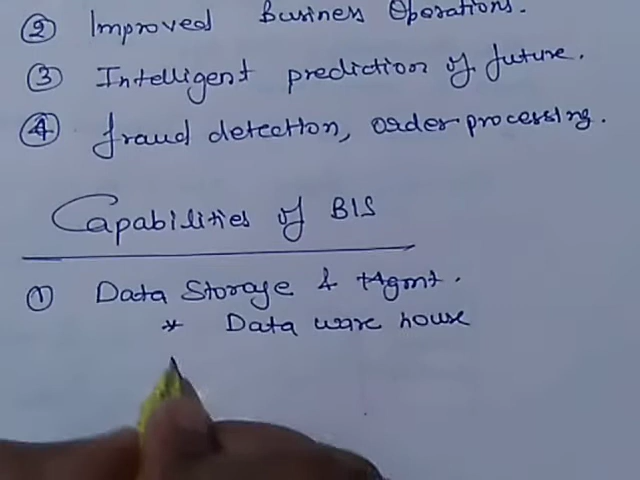 ② Improved Business Operations.
③ Intelligent prediction of future.
④ fraud detection, order processing.
Capabilities of BIS
① Data Storage & Mgmt.
* Data ware house